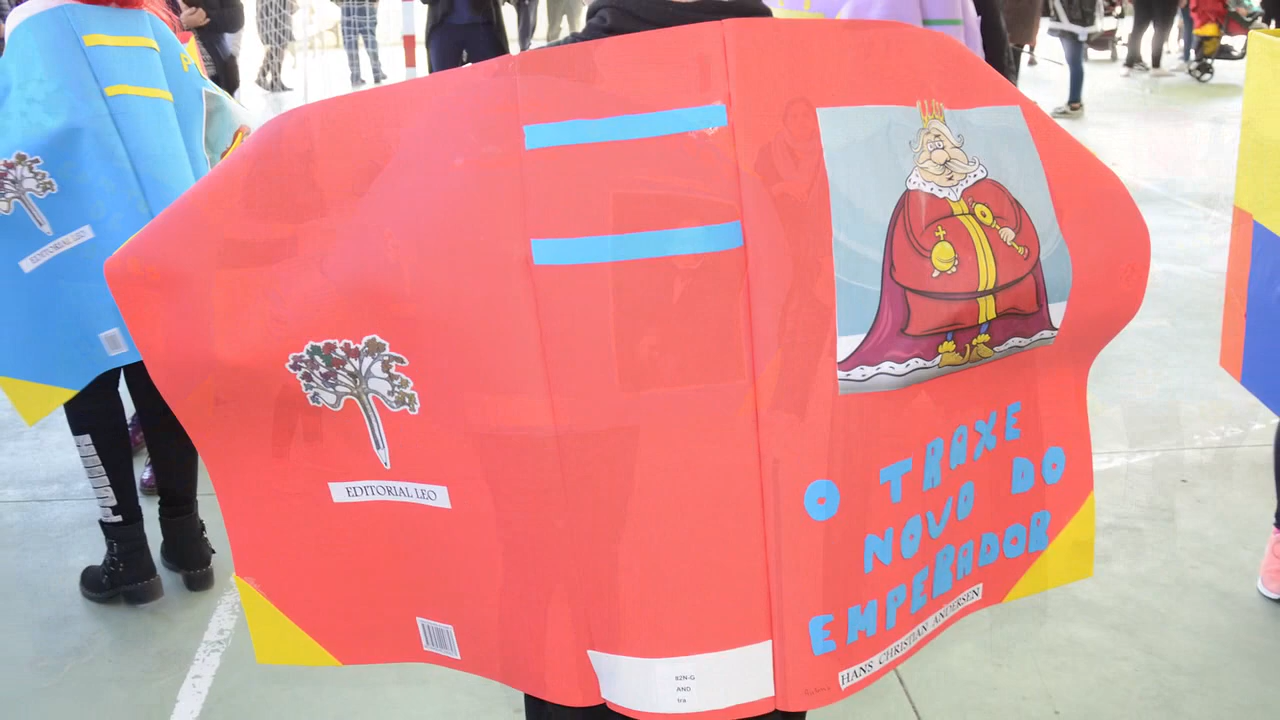 EDITORIAL LEO
EDITORIAL LEO
82N-G
AND
tra
O TRAXE
NOVO DO
EMPERADOR
HANS CHRISTIAN ANDERSEN